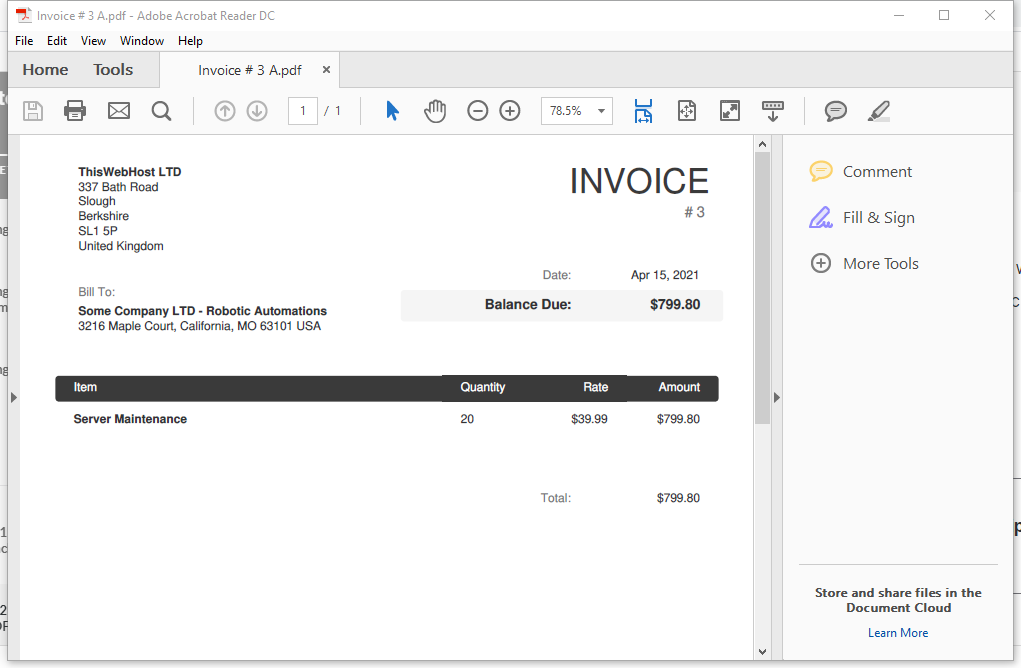 Invoice # 3 A.pdf - Adobe Acrobat Reader DC
File Edit View Window Help
Home Tools Invoice # 3 A.pdf ×
1 / 1 78.5%
ThisWebHost LTD
337 Bath Road
Slough
Berkshire
SL1 5P
United Kingdom
INVOICE
# 3
Date: Apr 15, 2021
Balance Due: $799.80
Bill To:
Some Company LTD - Robotic Automations
3216 Maple Court, California, MO 63101 USA
Item Quantity Rate Amount
Server Maintenance 20 $39.99 $799.80
Total: $799.80
Comment
Fill & Sign
More Tools
Store and share files in the
Document Cloud
Learn More